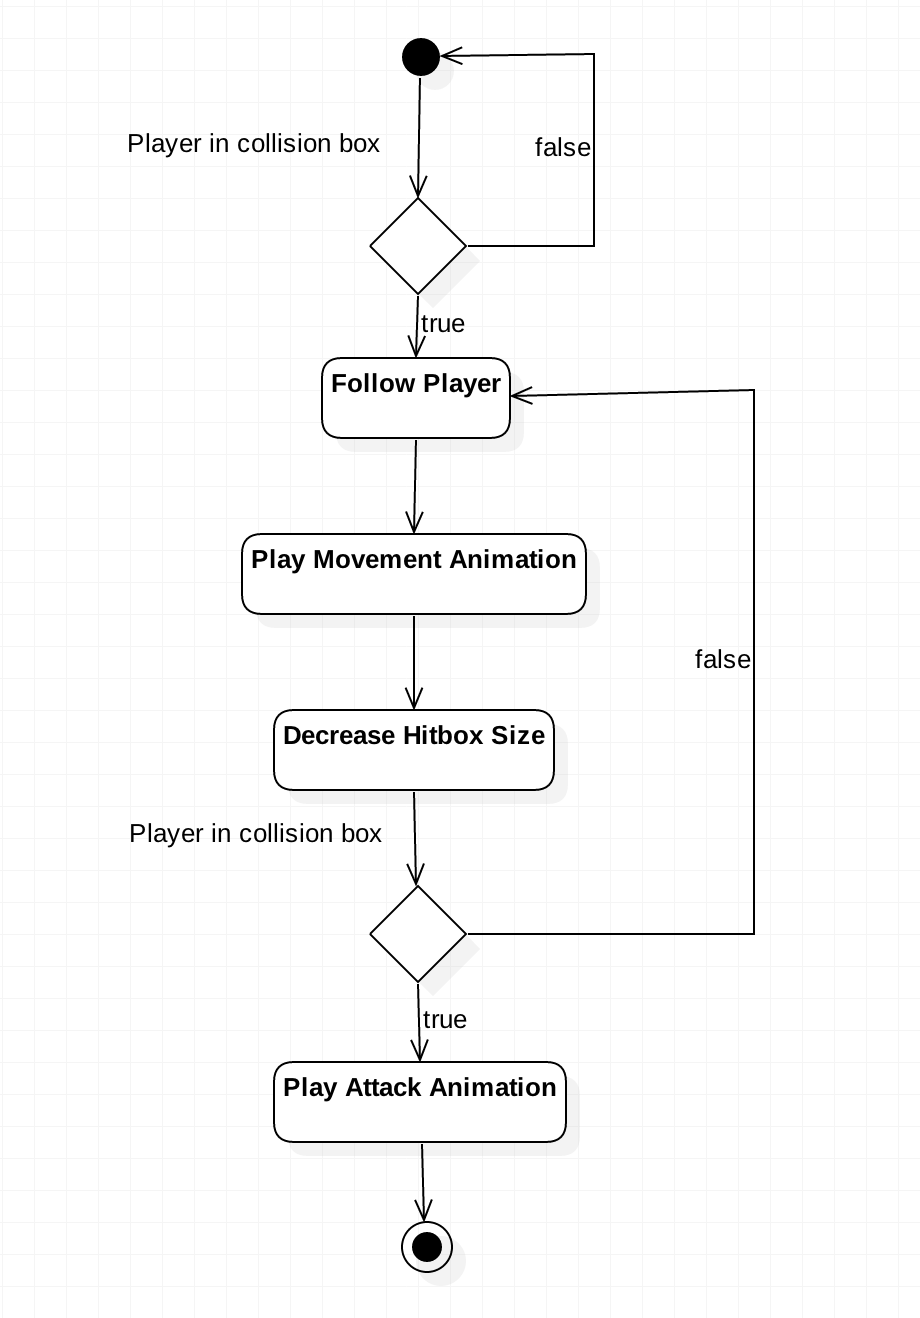 Player in collision box
false
true
Follow Player
Play Movement Animation
false
Decrease Hitbox Size
Player in collision box
true
Play Attack Animation